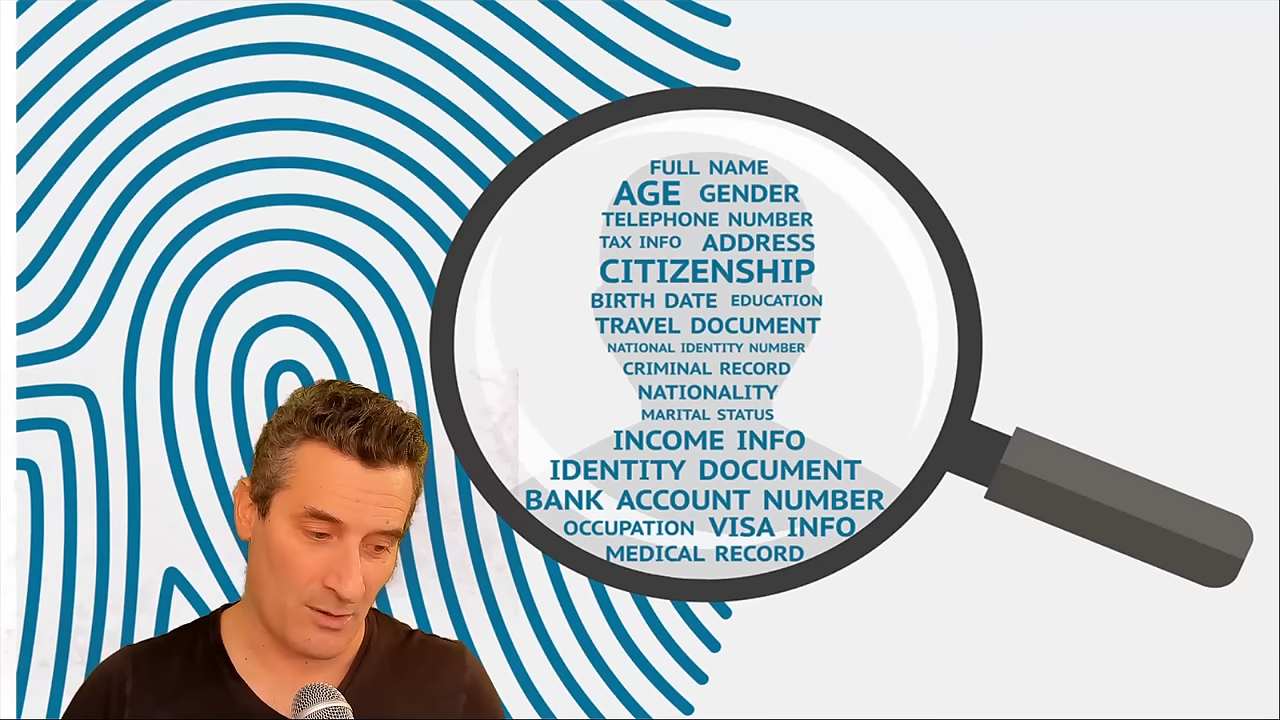 FULL NAME
AGE GENDER
TELEPHONE NUMBER
TAX INFO ADDRESS
CITIZENSHIP
BIRTH DATE EDUCATION
TRAVEL DOCUMENT
NATIONAL IDENTITY NUMBER
CRIMINAL RECORD
NATIONALITY
MARITAL STATUS
INCOME INFO
IDENTITY DOCUMENT
BANK ACCOUNT NUMBER
OCCUPATION VISA INFO
MEDICAL RECORD